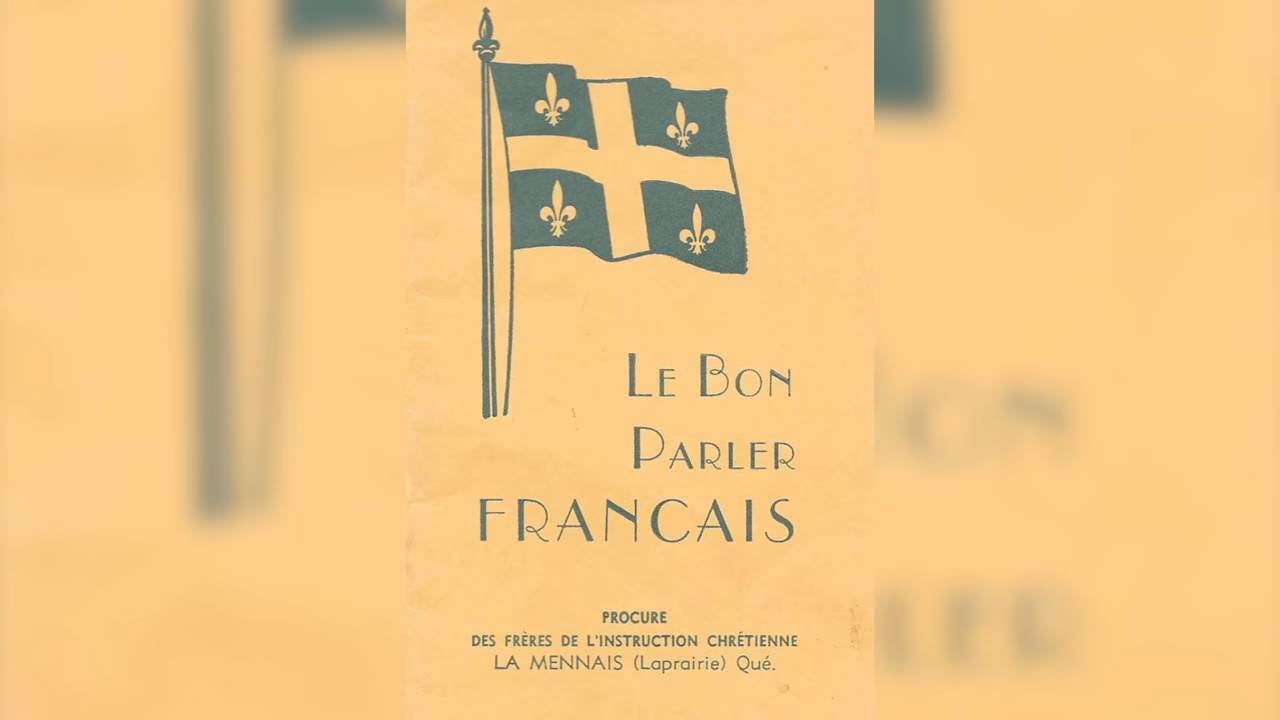 LE BON
PARLER
FRANCAIS
PROCURE
DES FRÈRES DE L'INSTRUCTION CHRÉTIENNE
LA MENNAIS (Laprairie) Qué.